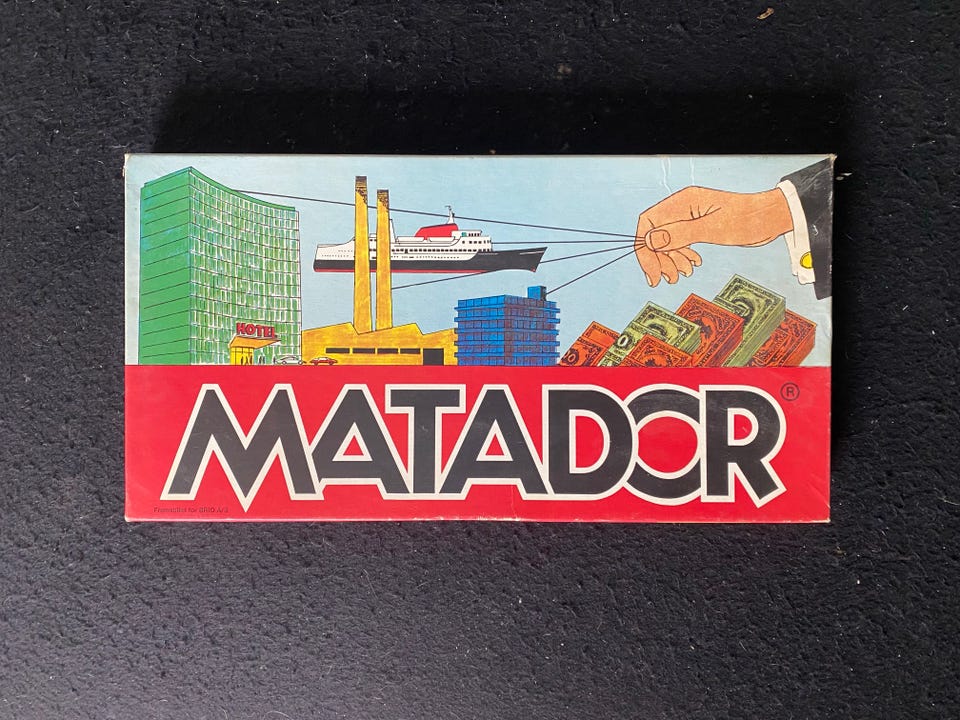 HOTEL
MATADOR®
Fremstillet for BRIO A/S